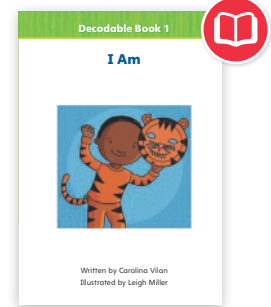 Decodable Book 1
I Am
Written by Carolina Vilan
Illustrated by Leigh Miller